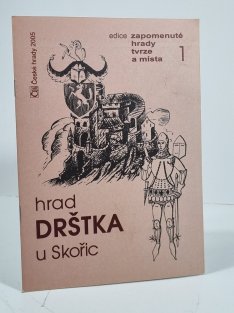 České hrady 2005
edice zapomenuté
hrady
tvrze
a místa 1
hrad
DRŠTKA
u Skořic